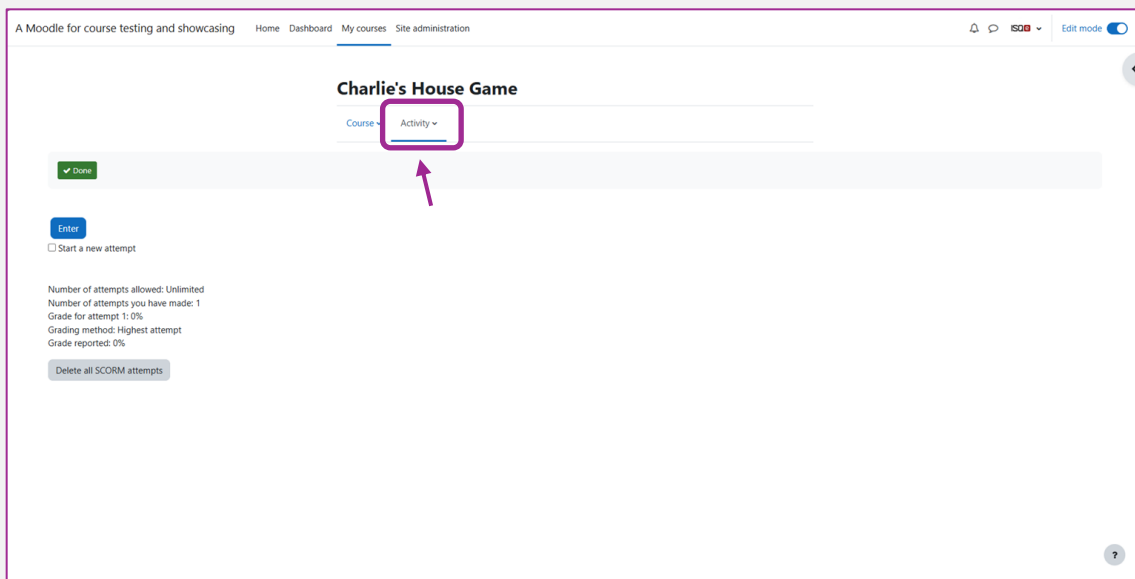 A Moodle for course testing and showcasing Home Dashboard My courses Site administration ISQe Edit mode
Charlie's House Game
Course Activity
Done
Enter
Start a new attempt
Number of attempts allowed: Unlimited
Number of attempts you have made: 1
Grade for attempt 1: 0%
Grading method: Highest attempt
Grade reported: 0%
Delete all SCORM attempts
?